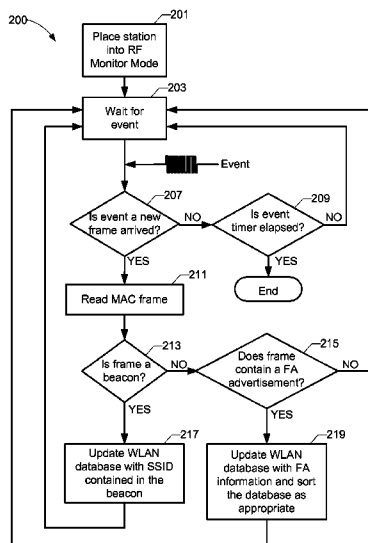 200
201
Place station
into RF
Monitor Mode
203
Wait for
event
Event
207
Is event a new
frame arrived?
NO
YES
209
Is event
timer elapsed?
NO
YES
End
211
Read MAC frame
213
Is frame a
beacon?
NO
YES
215
Does frame
contain a FA
advertisement?
NO
YES
217
Update WLAN
database with SSID
contained in the
beacon
219
Update WLAN
database with FA
information and sort
the database as
appropriate